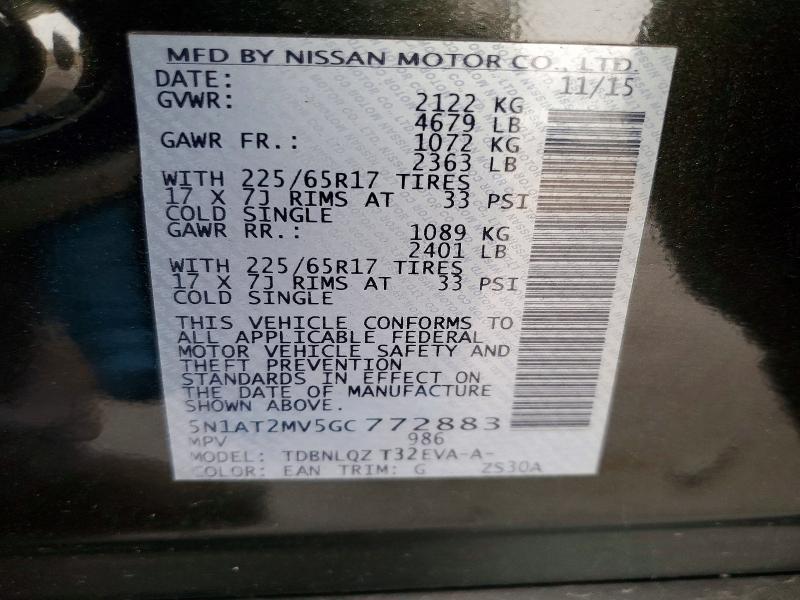 MFD BY NISSAN MOTOR CO., LTD.
DATE: 11/15
GVWR: 2122 KG
4679 LB
GAWR FR.: 1072 KG
2363 LB
WITH 225/65R17 TIRES
17 X 7J RIMS AT 33 PSI
COLD SINGLE
GAWR RR.: 1089 KG
2401 LB
WITH 225/65R17 TIRES
17 X 7J RIMS AT 33 PSI
COLD SINGLE
THIS VEHICLE CONFORMS TO
ALL APPLICABLE FEDERAL
MOTOR VEHICLE SAFETY AND
THEFT PREVENTION
STANDARDS IN EFFECT ON
THE DATE OF MANUFACTURE
SHOWN ABOVE.
5N1AT2MV5GC772883
MPV 986
MODEL: TDBNLQZ T32EVA-A-
COLOR: EAN TRIM: G ZS30A